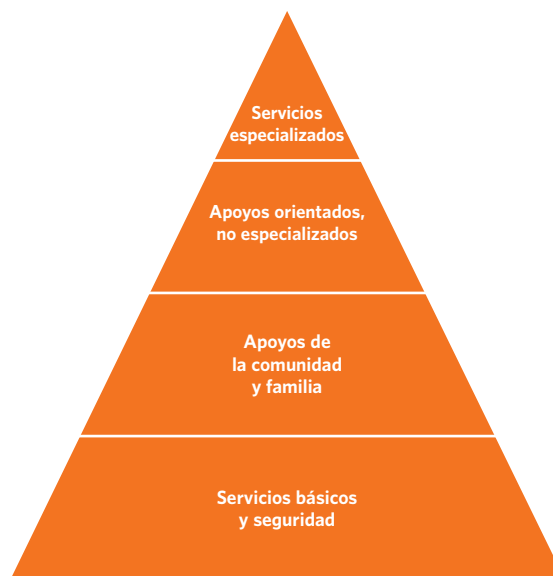 Servicios
especializados
Apoyos orientados,
no especializados
Apoyos de
la comunidad
y familia
Servicios básicos
y seguridad